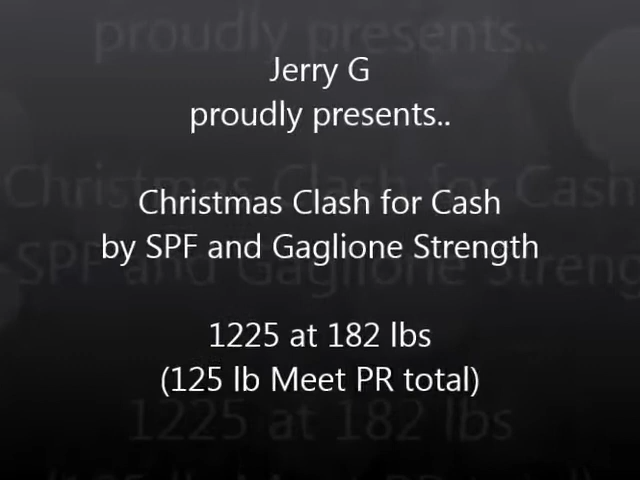 Jerry G
proudly presents..
Christmas Clash for Cash
by SPF and Gaglione Strength
1225 at 182 lbs
(125 lb Meet PR total)